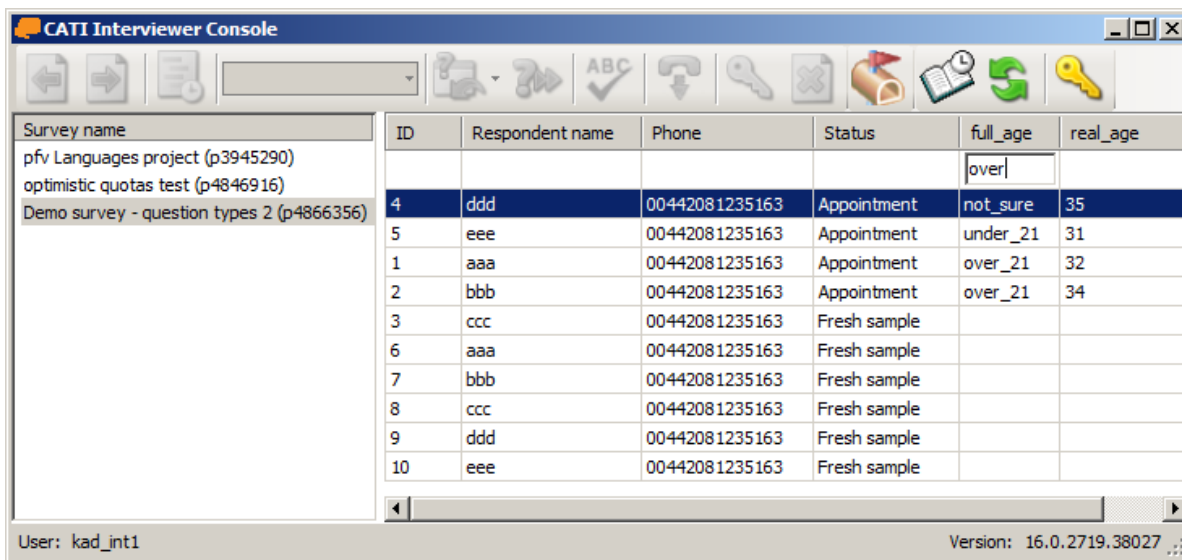 CATI Interviewer Console
ABC
Survey name
pfv Languages project (p3945290)
optimistic quotas test (p4846916)
Demo survey - question types 2 (p4866356)
ID Respondent name Phone Status full_age real_age
over
4 ddd 00442081235163 Appointment not_sure 35
5 eee 00442081235163 Appointment under_21 31
1 aaa 00442081235163 Appointment over_21 32
2 bbb 00442081235163 Appointment over_21 34
3 ccc 00442081235163 Fresh sample
6 aaa 00442081235163 Fresh sample
7 bbb 00442081235163 Fresh sample
8 ccc 00442081235163 Fresh sample
9 ddd 00442081235163 Fresh sample
10 eee 00442081235163 Fresh sample
User: kad_int1 Version: 16.0.2719.38027